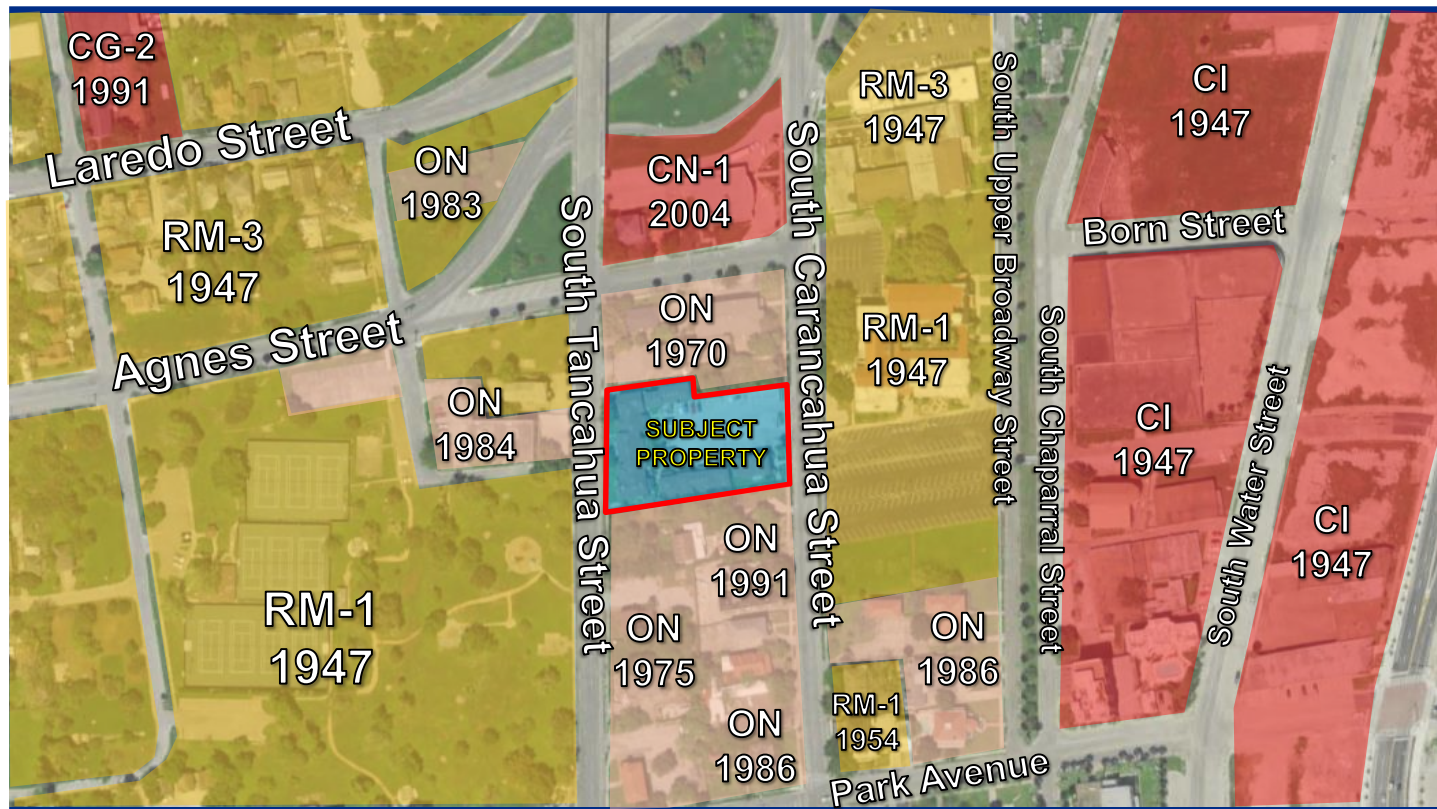 CG-2
1991
Laredo Street
ON
1983
RM-3
1947
Agnes Street
ON
1984
RM-1
1947
South Tancahua Street
CN-1
2004
ON
1970
SUBJECT
PROPERTY
ON
1991
ON
1975
ON
1986
South Carancahua Street
RM-3
1947
RM-1
1947
ON
1986
RM-1
1954
Park Avenue
South Upper Broadway Street
South Chaparral Street
CI
1947
Born Street
CI
1947
South Water Street
CI
1947